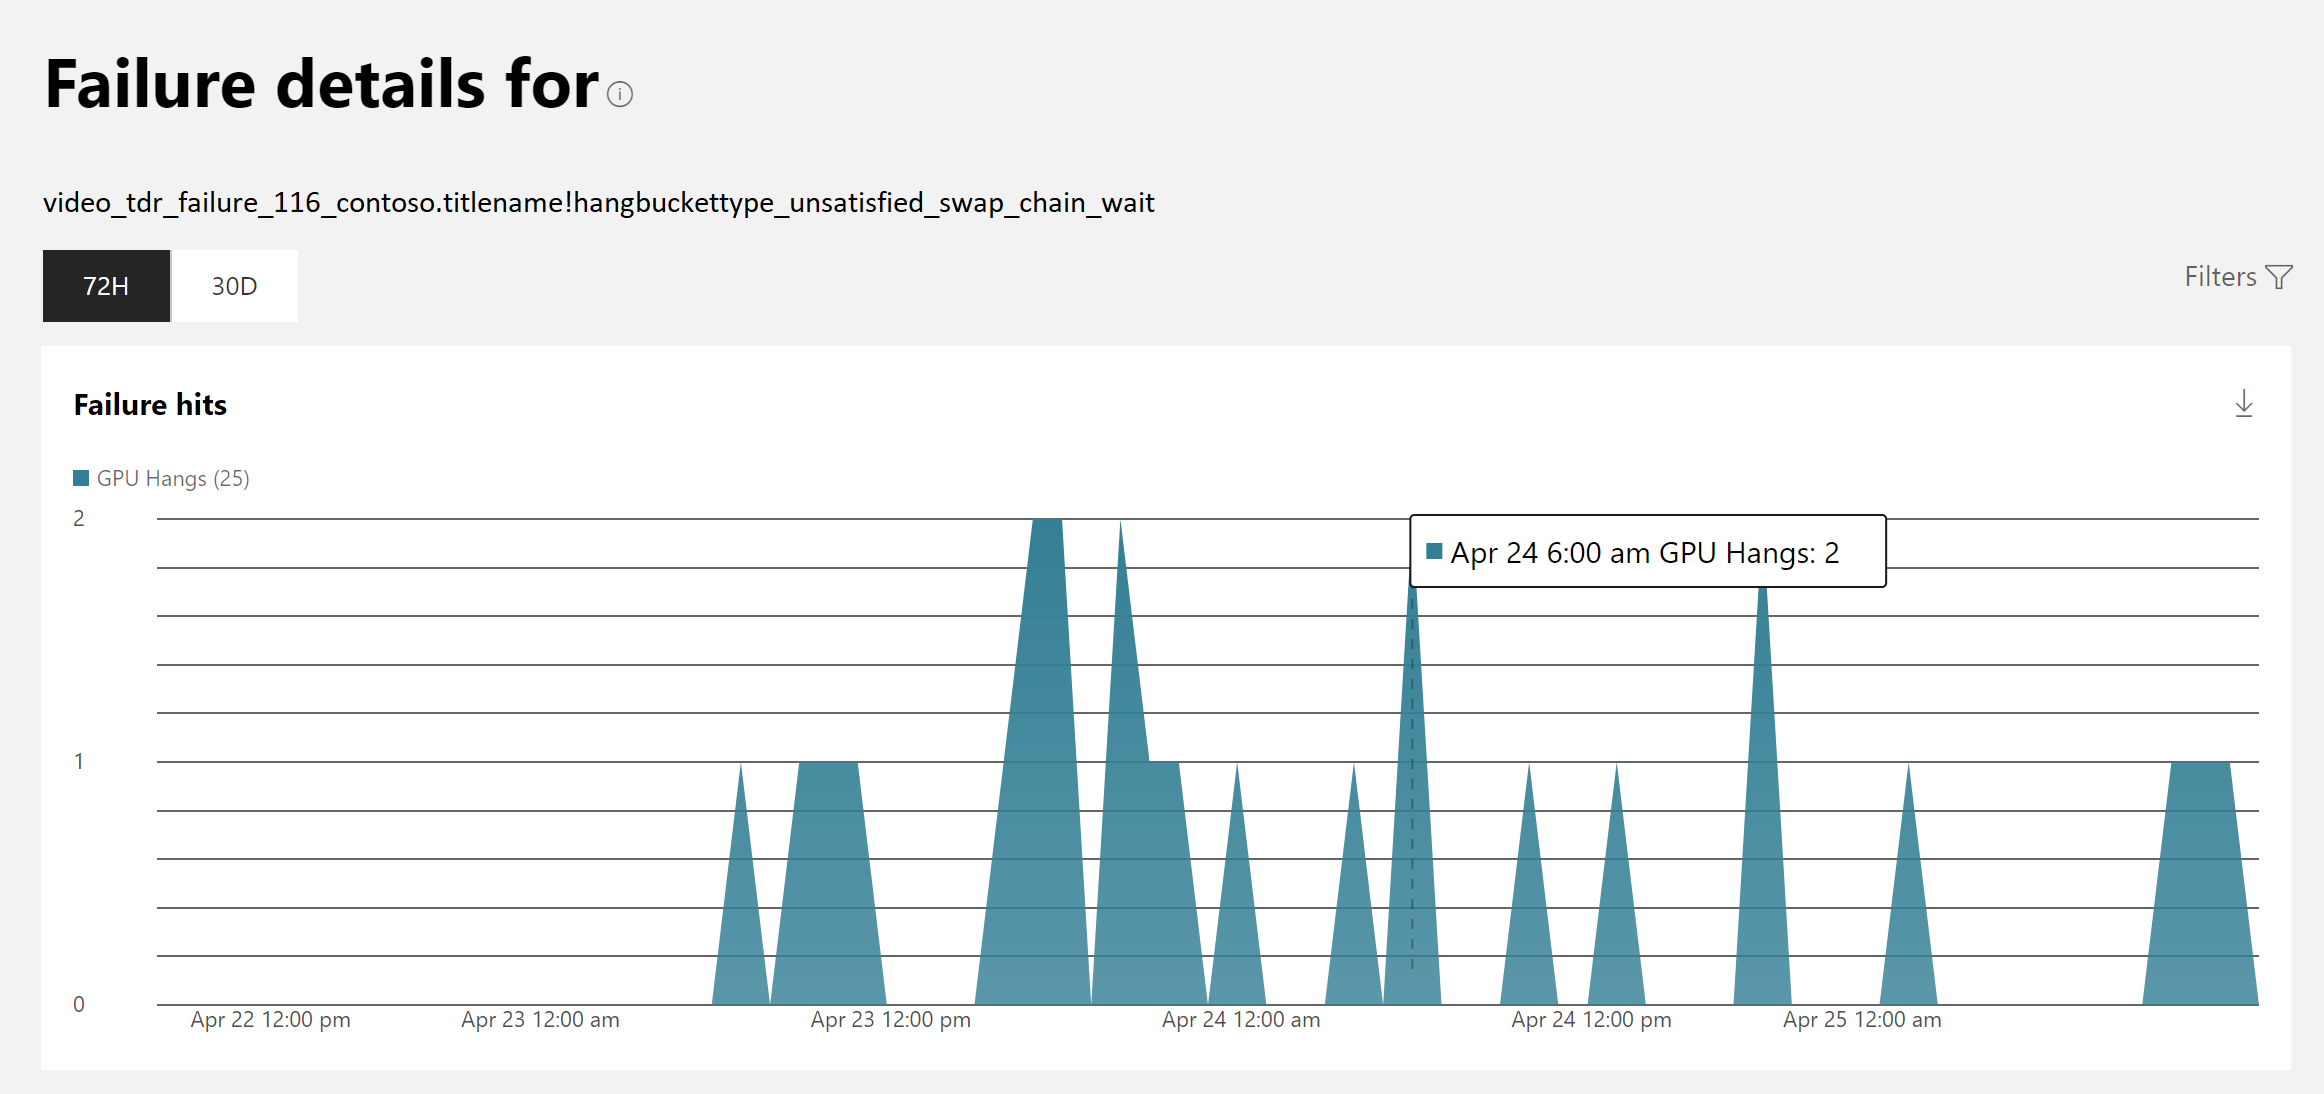 Failure details for
video_tdr_failure_116_contoso.titlename!hangbuckettype_unsatisfied_swap_chain_wait
72H 30D
Filters
Failure hits
GPU Hangs (25)
2
Apr 24 6:00 am GPU Hangs: 2
1
0
Apr 22 12:00 pm Apr 23 12:00 am Apr 23 12:00 pm Apr 24 12:00 am Apr 24 12:00 pm Apr 25 12:00 am